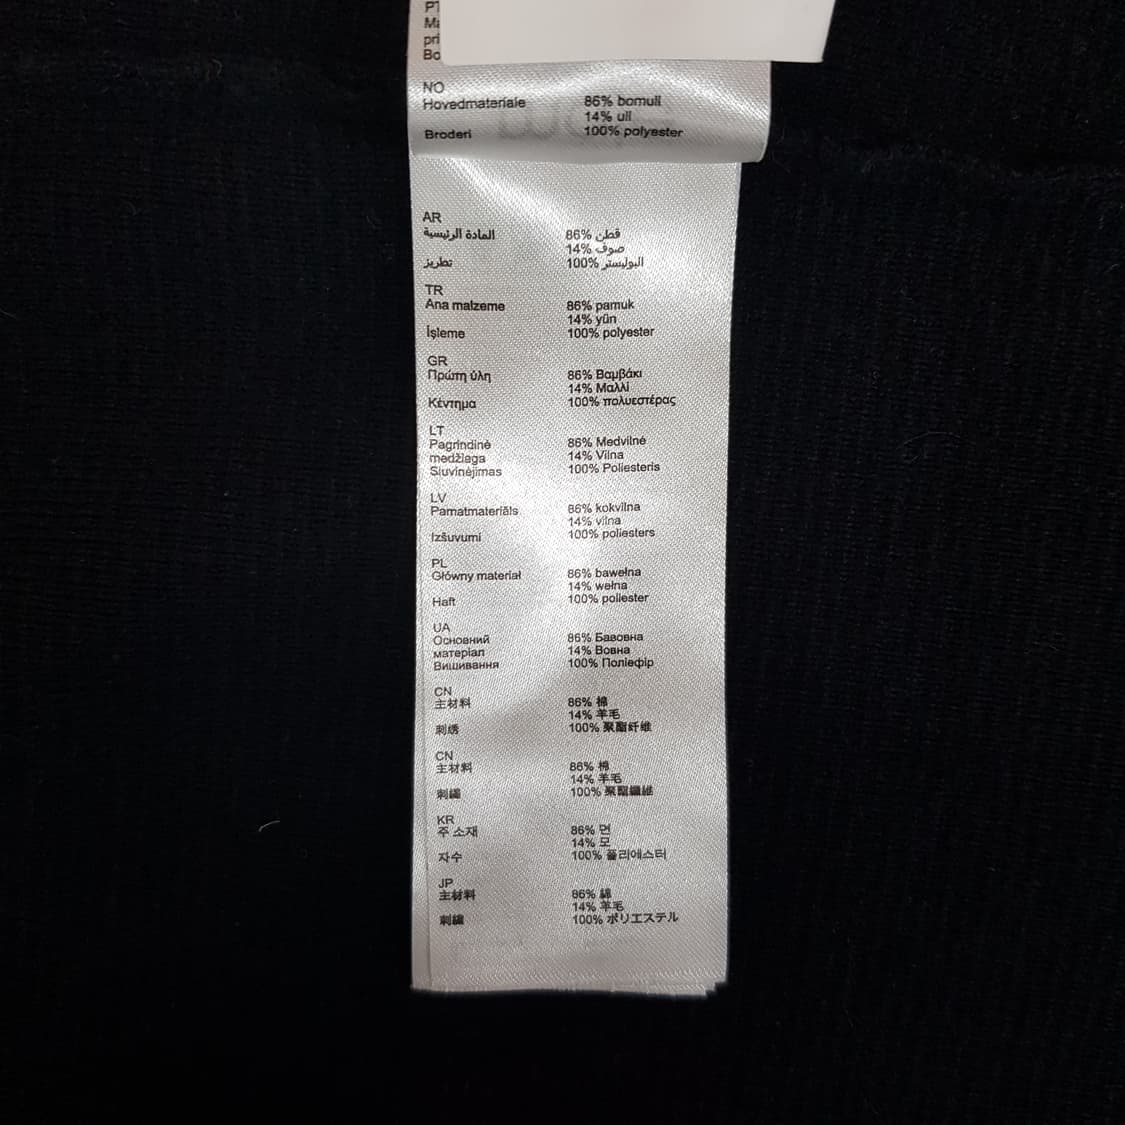 PT
Ma
pri
Bo
NO
Hovedmateriale 86% bomull
14% ull
Broderi 100% polyester
AR
المادة الرئيسية 86% قطن
14% صوف
تطريز 100% البوليستر
TR
Ana malzeme 86% pamuk
14% yün
İşleme 100% polyester
GR
Πρώτη ύλη 86% Βαμβάκι
14% Μαλλί
Κέντημα 100% πολυεστέρας
LT
Pagrindinė 86% Medvilnė
medžiaga 14% Vilna
Siuvinėjimas 100% Poliesteris
LV
Pamatmateriāls 86% kokvilna
14% vilna
Izšuvumi 100% poliesters
PL
Główny materiał 86% bawełna
14% wełna
Haft 100% poliester
UA
Основний 86% Бавовна
матеріал 14% Вовна
Вишивання 100% Поліефір
CN
主材料 86% 棉
14% 羊毛
刺绣 100% 聚酯纤维
CN
主材料 86% 棉
14% 羊毛
刺繡 100% 聚酯纖維
KR
주 소재 86% 면
14% 모
자수 100% 폴리에스터
JP
主材料 86% 綿
14% 羊毛
刺繍 100% ポリエステル